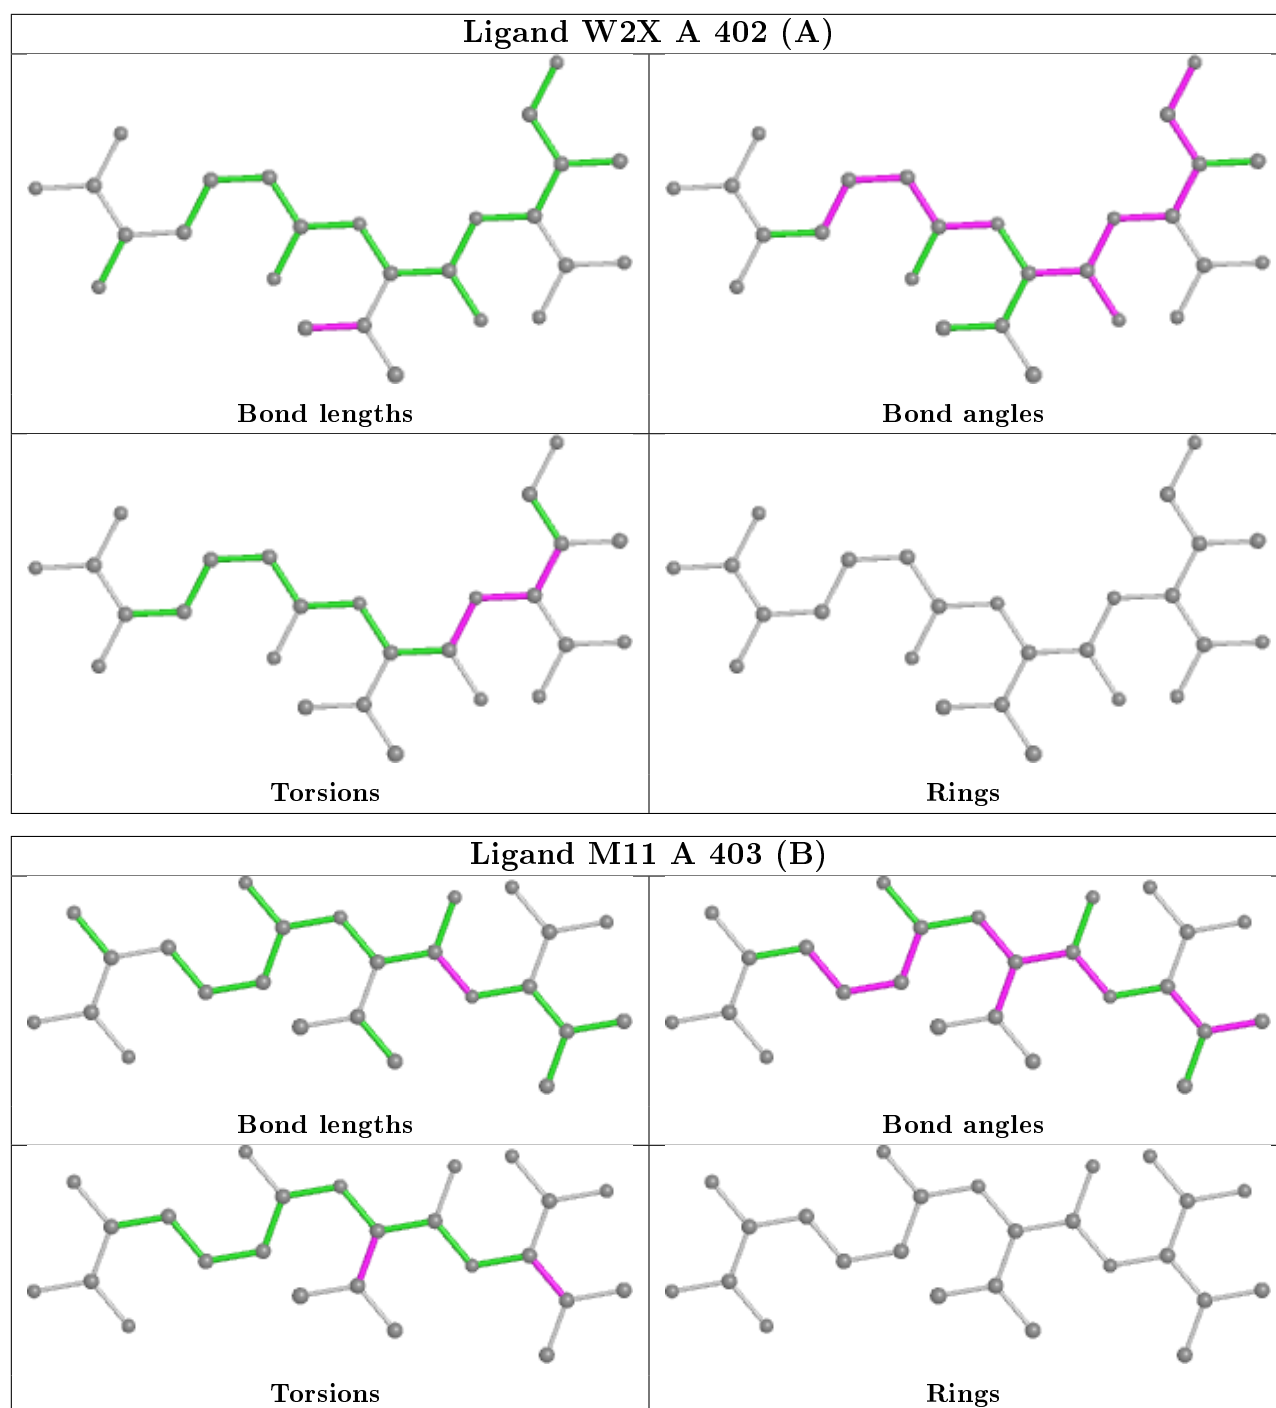 Ligand W2X A 402 (A)
Bond lengths
Bond angles
Torsions
Rings
Ligand M11 A 403 (B)
Bond lengths
Bond angles
Torsions
Rings